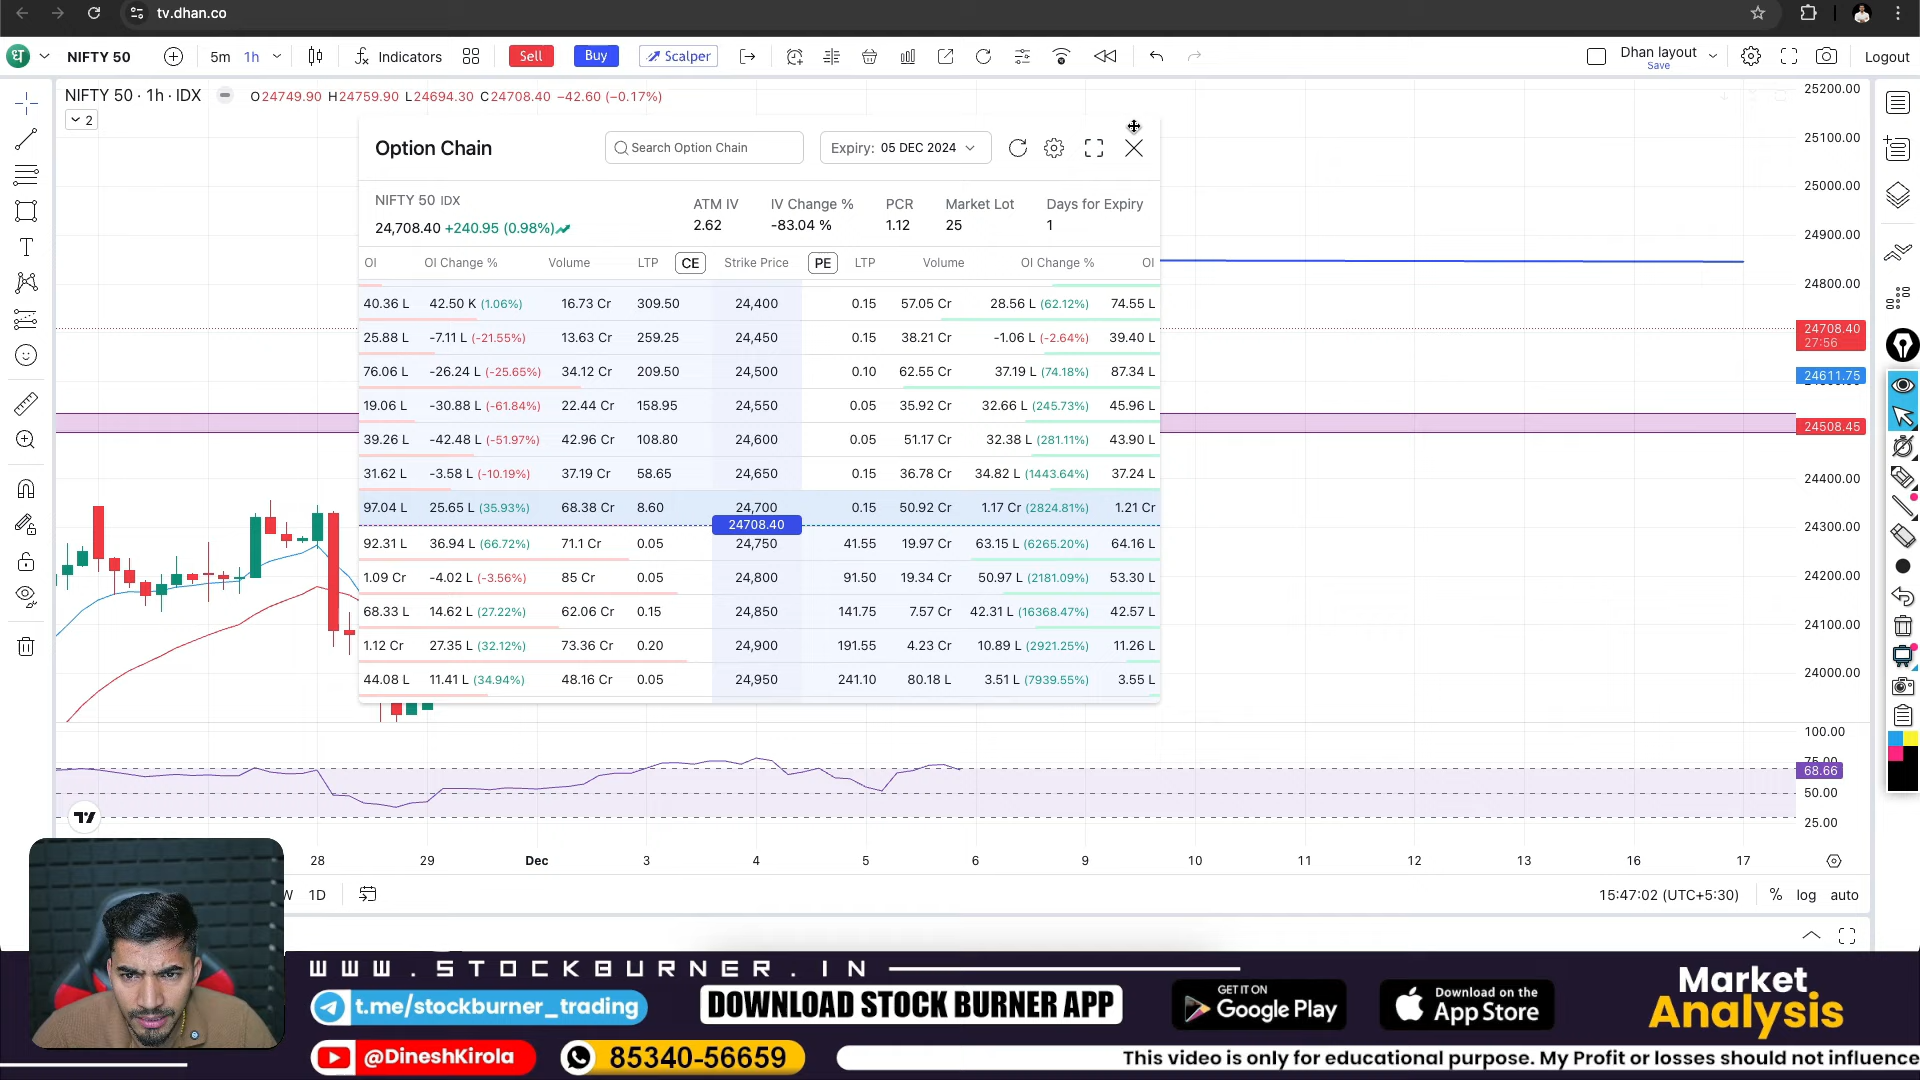 tv.dhan.co
NIFTY 50 5m 1h Indicators Sell Buy Scalper Dhan layout Save Logout
NIFTY 50 · 1h · IDX O24749.90 H24759.90 L24694.30 C24708.40 −42.60 (−0.17%)
2
Option Chain Search Option Chain Expiry: 05 DEC 2024
NIFTY 50 IDX ATM IV IV Change % PCR Market Lot Days for Expiry
24,708.40 +240.95 (0.98%) 2.62 -83.04 % 1.12 25 1
OI OI Change % Volume LTP CE Strike Price PE LTP Volume OI Change % OI
40.36 L 42.50 K (1.06%) 16.73 Cr 309.50 24,400 0.15 57.05 Cr 28.56 L (62.12%) 74.55 L
25.88 L -7.11 L (-21.55%) 13.63 Cr 259.25 24,450 0.15 38.21 Cr -1.06 L (-2.64%) 39.40 L
76.06 L -26.24 L (-25.65%) 34.12 Cr 209.50 24,500 0.10 62.55 Cr 37.19 L (74.18%) 87.34 L
19.06 L -30.88 L (-61.84%) 22.44 Cr 158.95 24,550 0.05 35.92 Cr 32.66 L (245.73%) 45.96 L
39.26 L -42.48 L (-51.97%) 42.96 Cr 108.80 24,600 0.05 51.17 Cr 32.38 L (281.11%) 43.90 L
31.62 L -3.58 L (-10.19%) 37.19 Cr 58.65 24,650 0.15 36.78 Cr 34.82 L (1443.64%) 37.24 L
97.04 L 25.65 L (35.93%) 68.38 Cr 8.60 24,700 0.15 50.92 Cr 1.17 Cr (2824.81%) 1.21 Cr
24708.40
92.31 L 36.94 L (66.72%) 71.1 Cr 0.05 24,750 41.55 19.97 Cr 63.15 L (6265.20%) 64.16 L
1.09 Cr -4.02 L (-3.56%) 85 Cr 0.05 24,800 91.50 19.34 Cr 50.97 L (2181.09%) 53.30 L
68.33 L 14.62 L (27.22%) 62.06 Cr 0.15 24,850 141.75 7.57 Cr 42.31 L (16368.47%) 42.57 L
1.12 Cr 27.35 L (32.12%) 73.36 Cr 0.20 24,900 191.55 4.23 Cr 10.89 L (2921.25%) 11.26 L
44.08 L 11.41 L (34.94%) 48.16 Cr 0.05 24,950 241.10 80.18 L 3.51 L (7939.55%) 3.55 L
25200.00
25100.00
25000.00
24900.00
24800.00
24708.40
27:56
24611.75
24508.45
24400.00
24300.00
24200.00
24100.00
24000.00
100.00
75.00
68.66
50.00
25.00
28 29 Dec 3 4 5 6 9 10 11 12 13 16 17
W 1D 15:47:02 (UTC+5:30) % log auto
WWW.STOCKBURNER.IN
t.me/stockburner_trading
DOWNLOAD STOCK BURNER APP
GET IT ON
Google Play
Download on the
App Store
Market
Analysis
@DineshKirola
85340-56659
This video is only for educational purpose. My Profit or losses should not influence